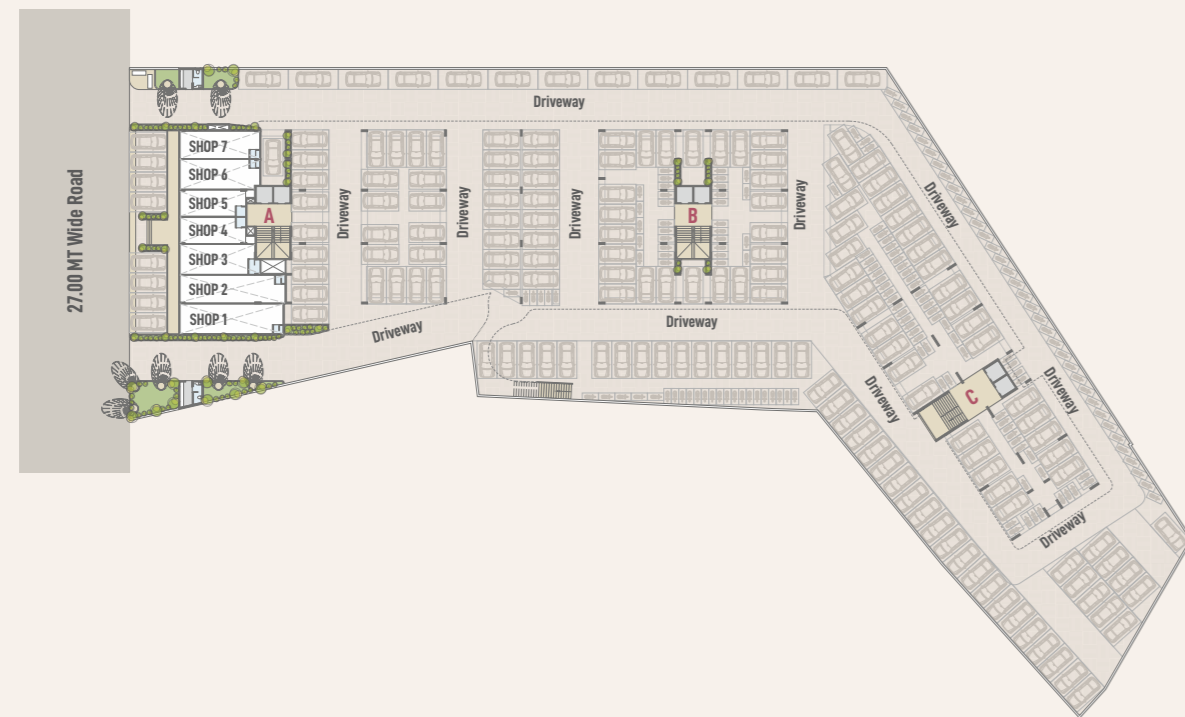 Driveway
27.00 MT Wide Road
SHOP 7
SHOP 6
SHOP 5
SHOP 4
SHOP 3
SHOP 2
SHOP 1
A
Driveway
Driveway
Driveway
B
Driveway
Driveway
Driveway
Driveway
Driveway
C
Driveway
Driveway